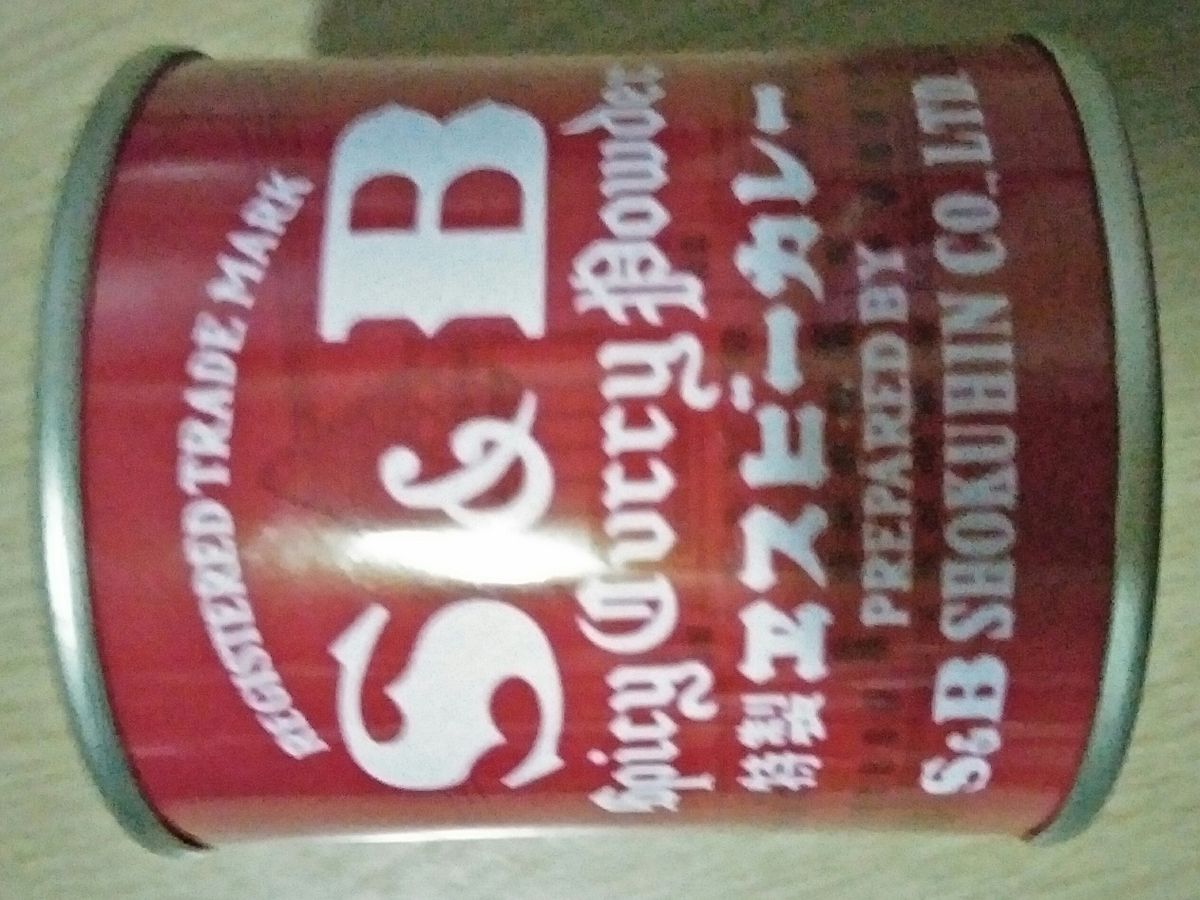 REGISTERED TRADE MARK
S&B
Spicy Curry Powder
特製ヱスビーカレー
PREPARED BY
S&B SHOKUHIN CO., LTD.